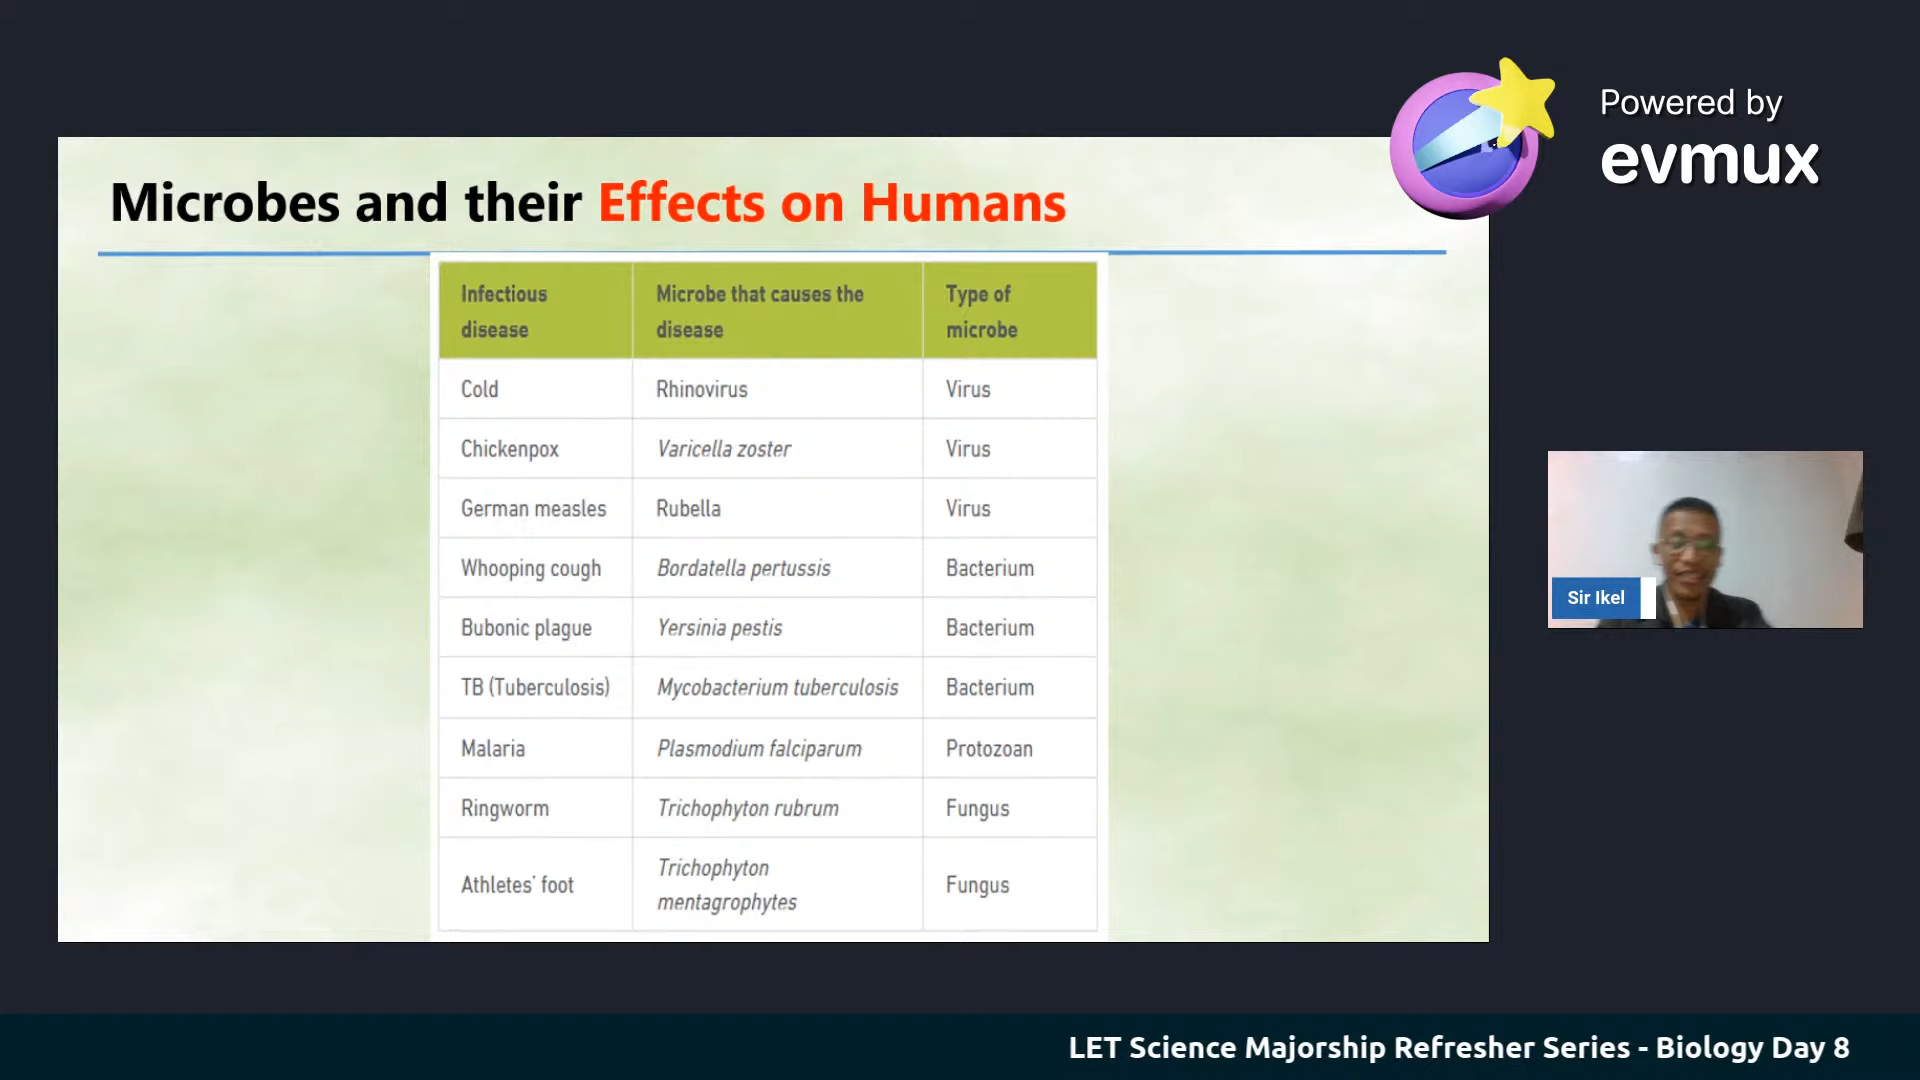 Powered by
evmux
Microbes and their Effects on Humans
Infectious disease
Microbe that causes the disease
Type of microbe
Cold
Rhinovirus
Virus
Chickenpox
Varicella zoster
Virus
German measles
Rubella
Virus
Whooping cough
Bordatella pertussis
Bacterium
Bubonic plague
Yersinia pestis
Bacterium
TB (Tuberculosis)
Mycobacterium tuberculosis
Bacterium
Malaria
Plasmodium falciparum
Protozoan
Ringworm
Trichophyton rubrum
Fungus
Athletes' foot
Trichophyton
mentagrophytes
Fungus
Sir Ikel
LET Science Majorship Refresher Series - Biology Day 8